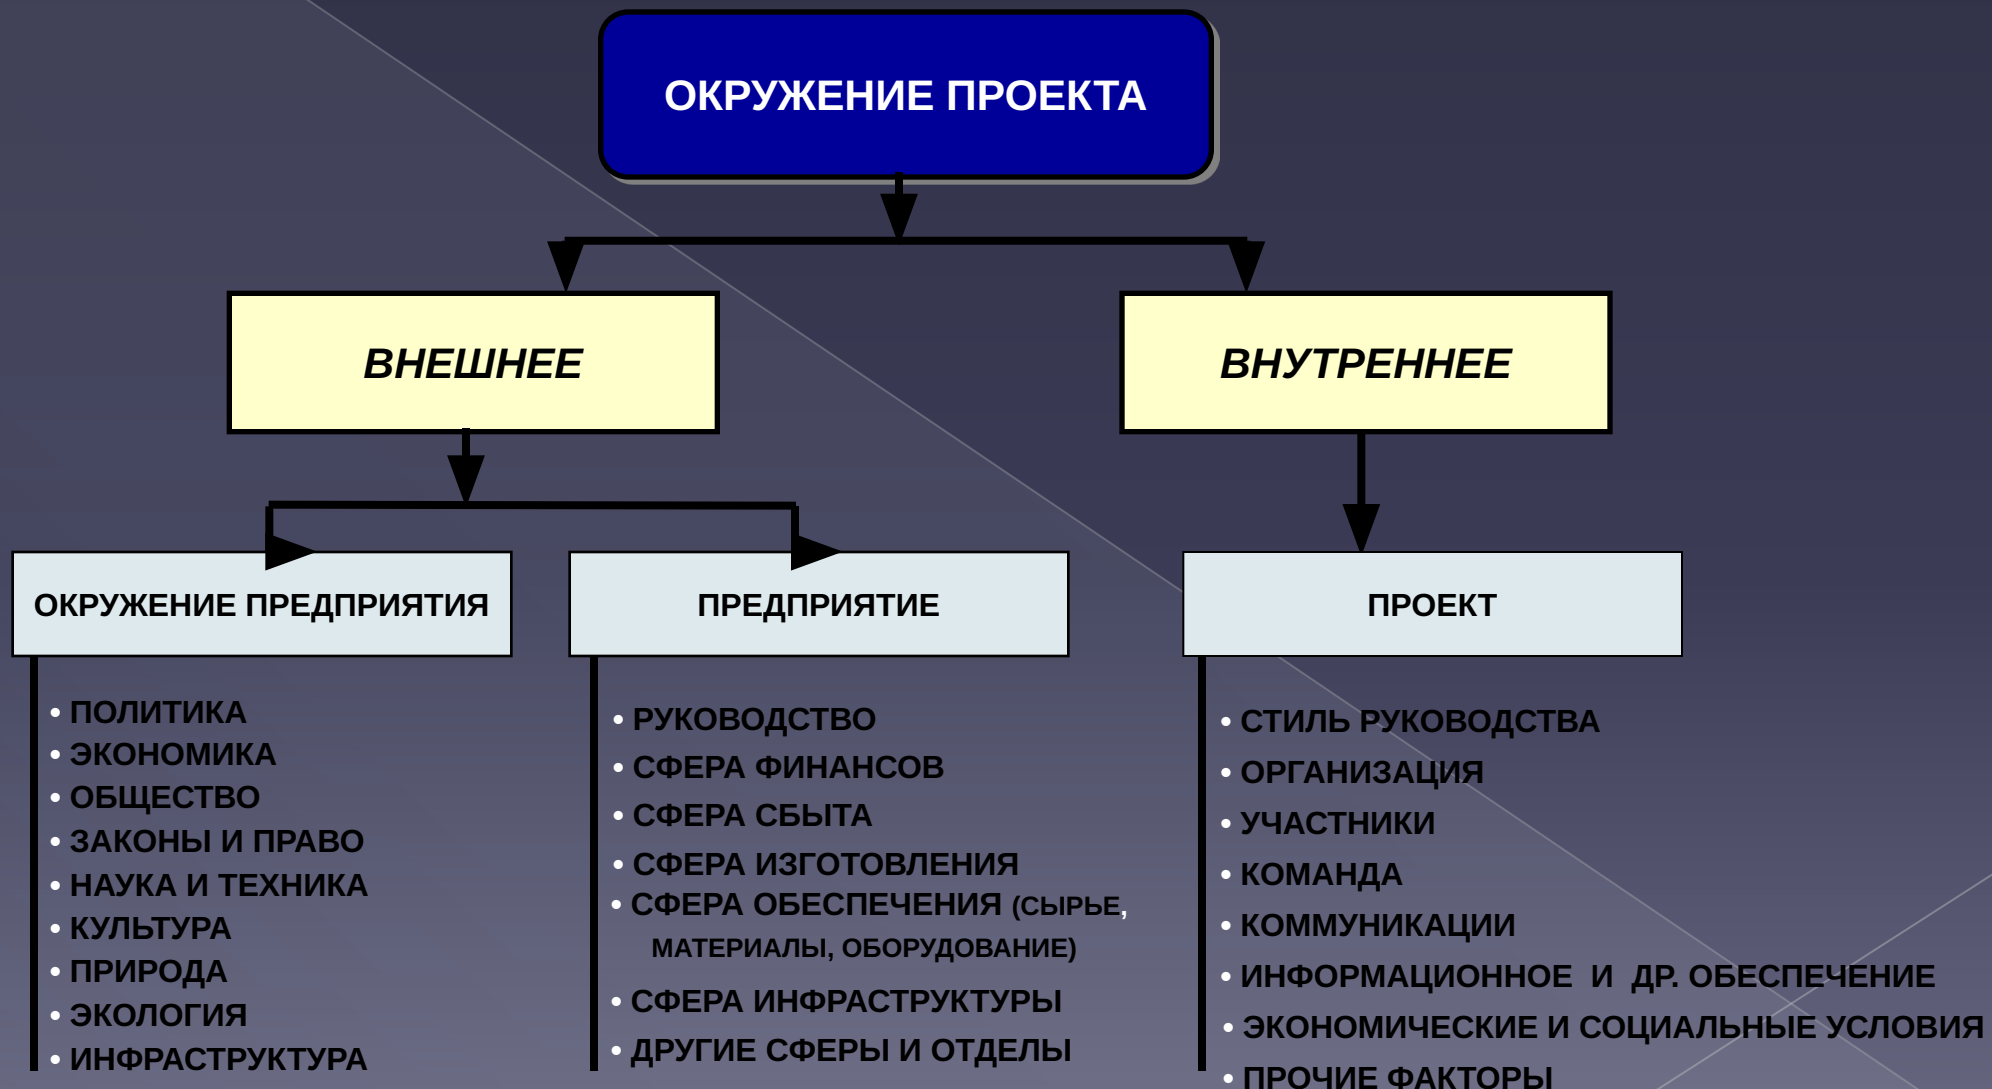 ОКРУЖЕНИЕ ПРОЕКТА
ВНЕШНЕЕ
ВНУТРЕННЕЕ
ОКРУЖЕНИЕ ПРЕДПРИЯТИЯ
ПРЕДПРИЯТИЕ
ПРОЕКТ
• ПОЛИТИКА
• ЭКОНОМИКА
• ОБЩЕСТВО
• ЗАКОНЫ И ПРАВО
• НАУКА И ТЕХНИКА
• КУЛЬТУРА
• ПРИРОДА
• ЭКОЛОГИЯ
• ИНФРАСТРУКТУРА
• РУКОВОДСТВО
• СФЕРА ФИНАНСОВ
• СФЕРА СБЫТА
• СФЕРА ИЗГОТОВЛЕНИЯ
• СФЕРА ОБЕСПЕЧЕНИЯ (СЫРЬЕ,
МАТЕРИАЛЫ, ОБОРУДОВАНИЕ)
• СФЕРА ИНФРАСТРУКТУРЫ
• ДРУГИЕ СФЕРЫ И ОТДЕЛЫ
• СТИЛЬ РУКОВОДСТВА
• ОРГАНИЗАЦИЯ
• УЧАСТНИКИ
• КОМАНДА
• КОММУНИКАЦИИ
• ИНФОРМАЦИОННОЕ И ДР. ОБЕСПЕЧЕНИЕ
• ЭКОНОМИЧЕСКИЕ И СОЦИАЛЬНЫЕ УСЛОВИЯ
• ПРОЧИЕ ФАКТОРЫ